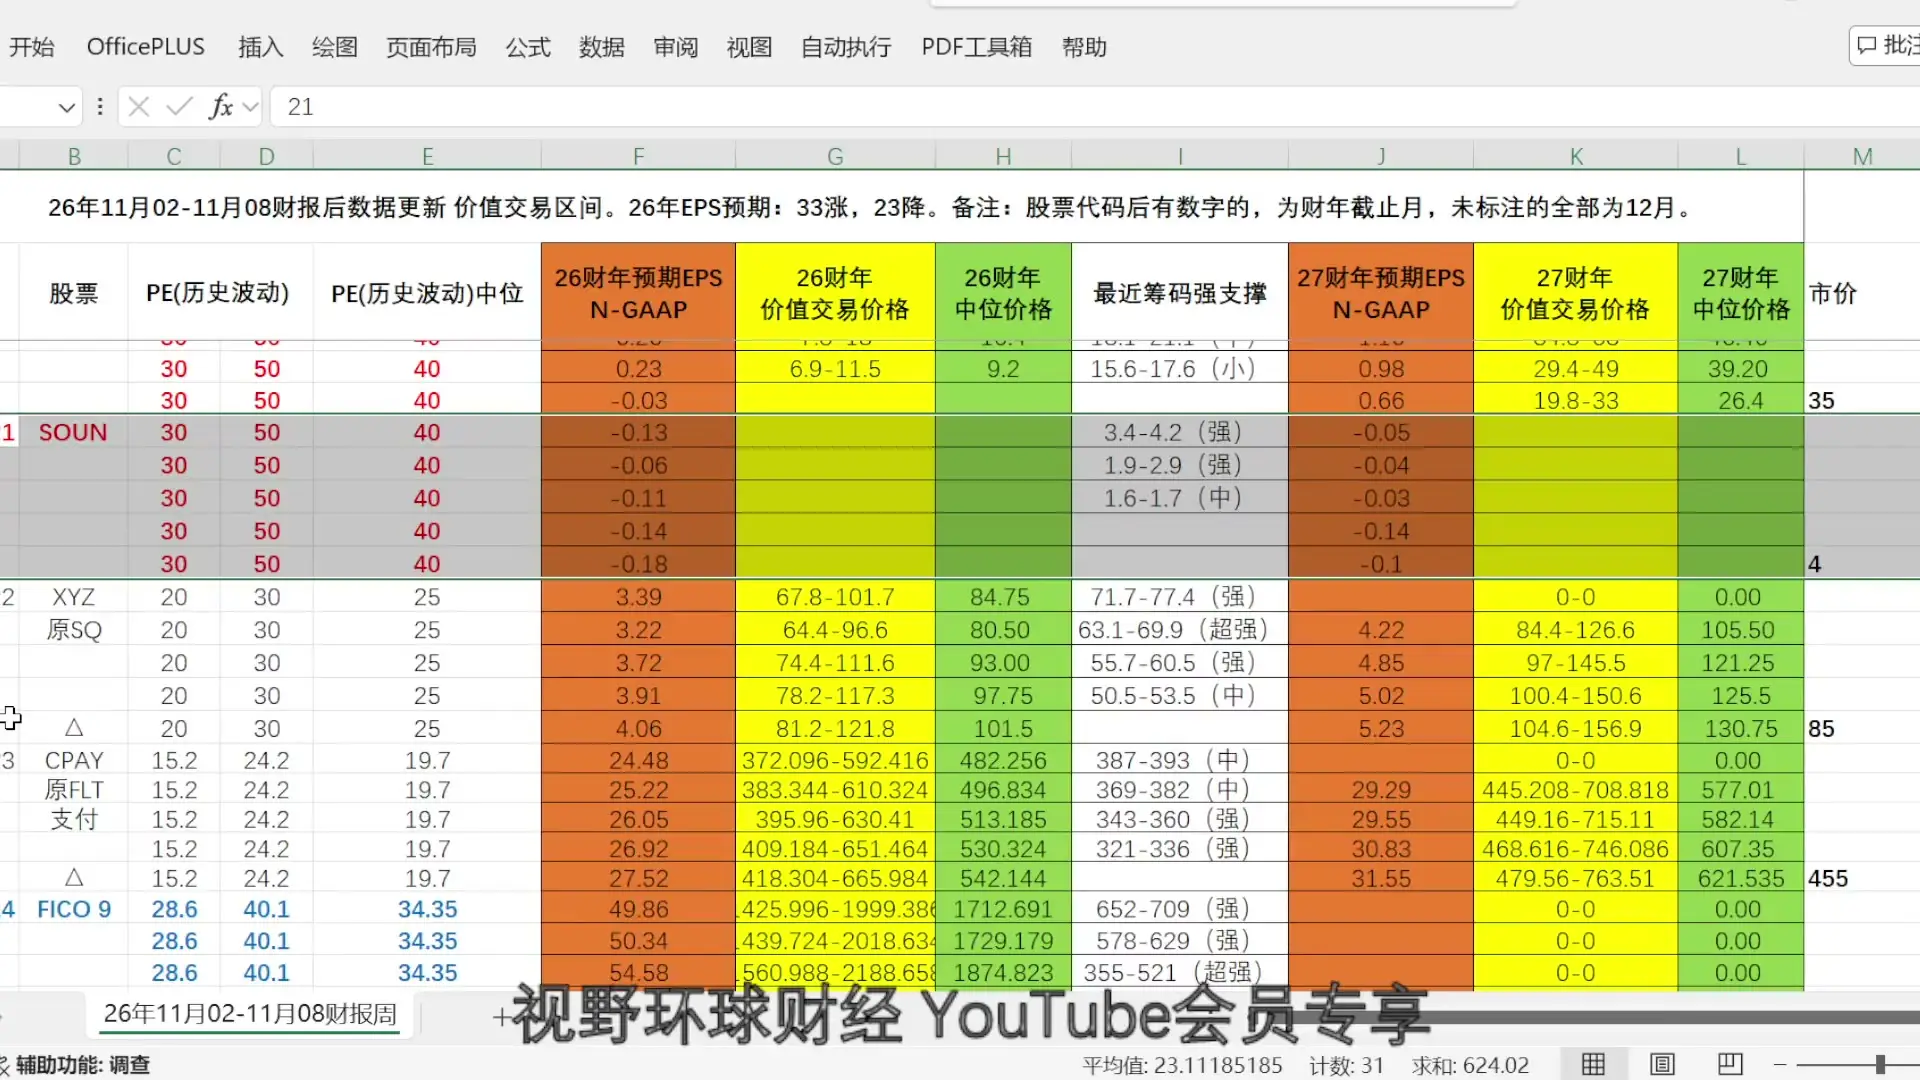 开始 OfficePLUS 插入 绘图 页面布局 公式 数据 审阅 视图 自动执行 PDF工具箱 帮助
fx 21
B C D E F G H I J K L M
26年11月02-11月08财报后数据更新 价值交易区间。26年EPS预期：33涨，23降。备注：股票代码后有数字的，为财年截止月，未标注的全部为12月。
股票 PE(历史波动) PE(历史波动)中位 26财年预期EPS N-GAAP 26财年 价值交易价格 26财年 中位价格 最近筹码强支撑 27财年预期EPS N-GAAP 27财年 价值交易价格 27财年 中位价格 市价
30 50 40 0.23 6.9-11.5 9.2 15.6-17.6（小） 0.98 29.4-49 39.20
30 50 40 -0.03 0.66 19.8-33 26.4 35
1 SOUN 30 50 40 -0.13 3.4-4.2（强） -0.05
30 50 40 -0.06 1.9-2.9（强） -0.04
30 50 40 -0.11 1.6-1.7（中） -0.03
30 50 40 -0.14 -0.14
30 50 40 -0.18 -0.1 4
2 XYZ 20 30 25 3.39 67.8-101.7 84.75 71.7-77.4（强） 0-0 0.00
原SQ 20 30 25 3.22 64.4-96.6 80.50 63.1-69.9（超强） 4.22 84.4-126.6 105.50
20 30 25 3.72 74.4-111.6 93.00 55.7-60.5（强） 4.85 97-145.5 121.25
20 30 25 3.91 78.2-117.3 97.75 50.5-53.5（中） 5.02 100.4-150.6 125.5
△ 20 30 25 4.06 81.2-121.8 101.5 5.23 104.6-156.9 130.75 85
3 CPAY 15.2 24.2 19.7 24.48 372.096-592.416 482.256 387-393（中） 0-0 0.00
原FLT 15.2 24.2 19.7 25.22 383.344-610.324 496.834 369-382（中） 29.29 445.208-708.818 577.01
支付 15.2 24.2 19.7 26.05 395.96-630.41 513.185 343-360（强） 29.55 449.16-715.11 582.14
15.2 24.2 19.7 26.92 409.184-651.464 530.324 321-336（强） 30.83 468.616-746.086 607.35
△ 15.2 24.2 19.7 27.52 418.304-665.984 542.144 31.55 479.56-763.51 621.535 455
4 FICO 9 28.6 40.1 34.35 49.86 425.996-1999.386 1712.691 652-709（强） 0-0 0.00
28.6 40.1 34.35 50.34 439.724-2018.634 1729.179 578-629（强） 0-0 0.00
28.6 40.1 34.35 54.58 560.988-2188.658 1874.823 355-521（超强） 0-0 0.00
26年11月02-11月08财报周 +
视野环球财经 YouTube会员专享
辅助功能: 调查 平均值: 23.11185185 计数: 31 求和: 624.02